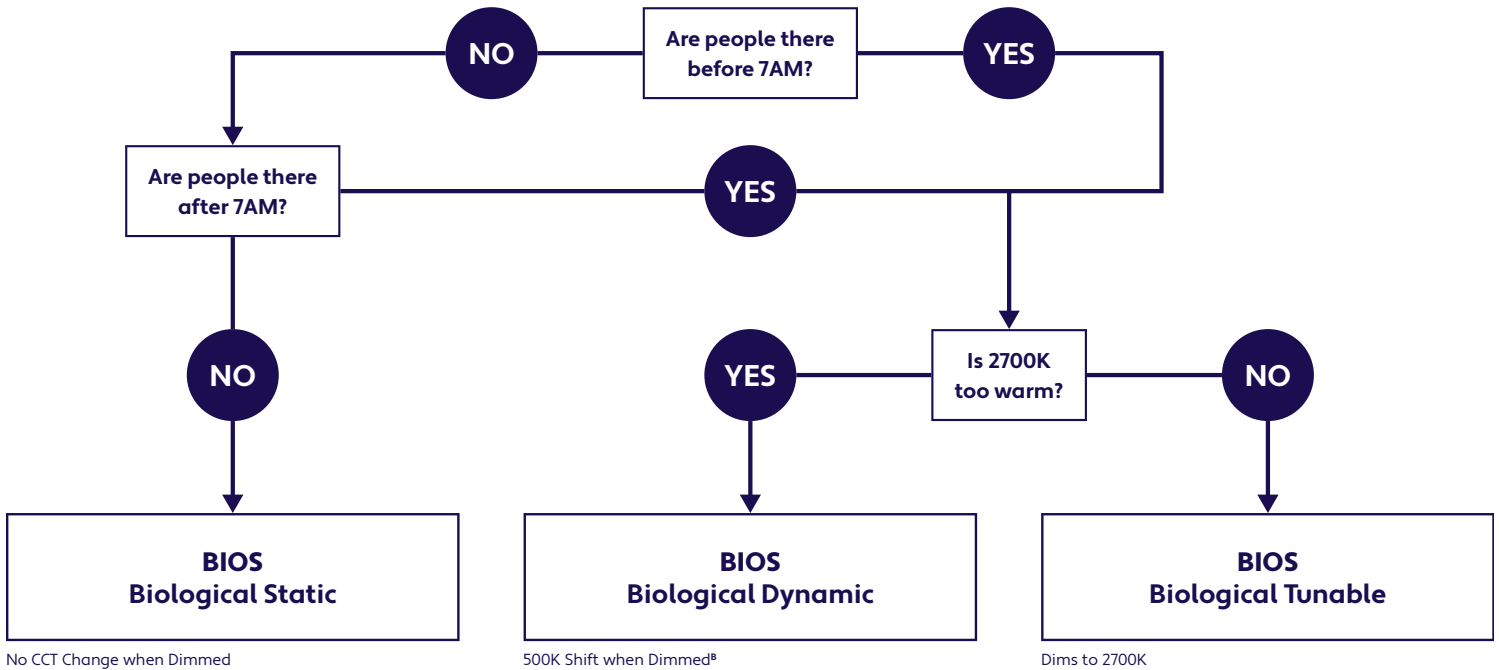 NO
Are people there
before 7AM?
YES
Are people there
after 7AM?
YES
NO
YES
Is 2700K
too warm?
NO
BIOS
Biological Static
BIOS
Biological Dynamic
BIOS
Biological Tunable
No CCT Change when Dimmed
500K Shift when Dimmedᴮ
Dims to 2700K